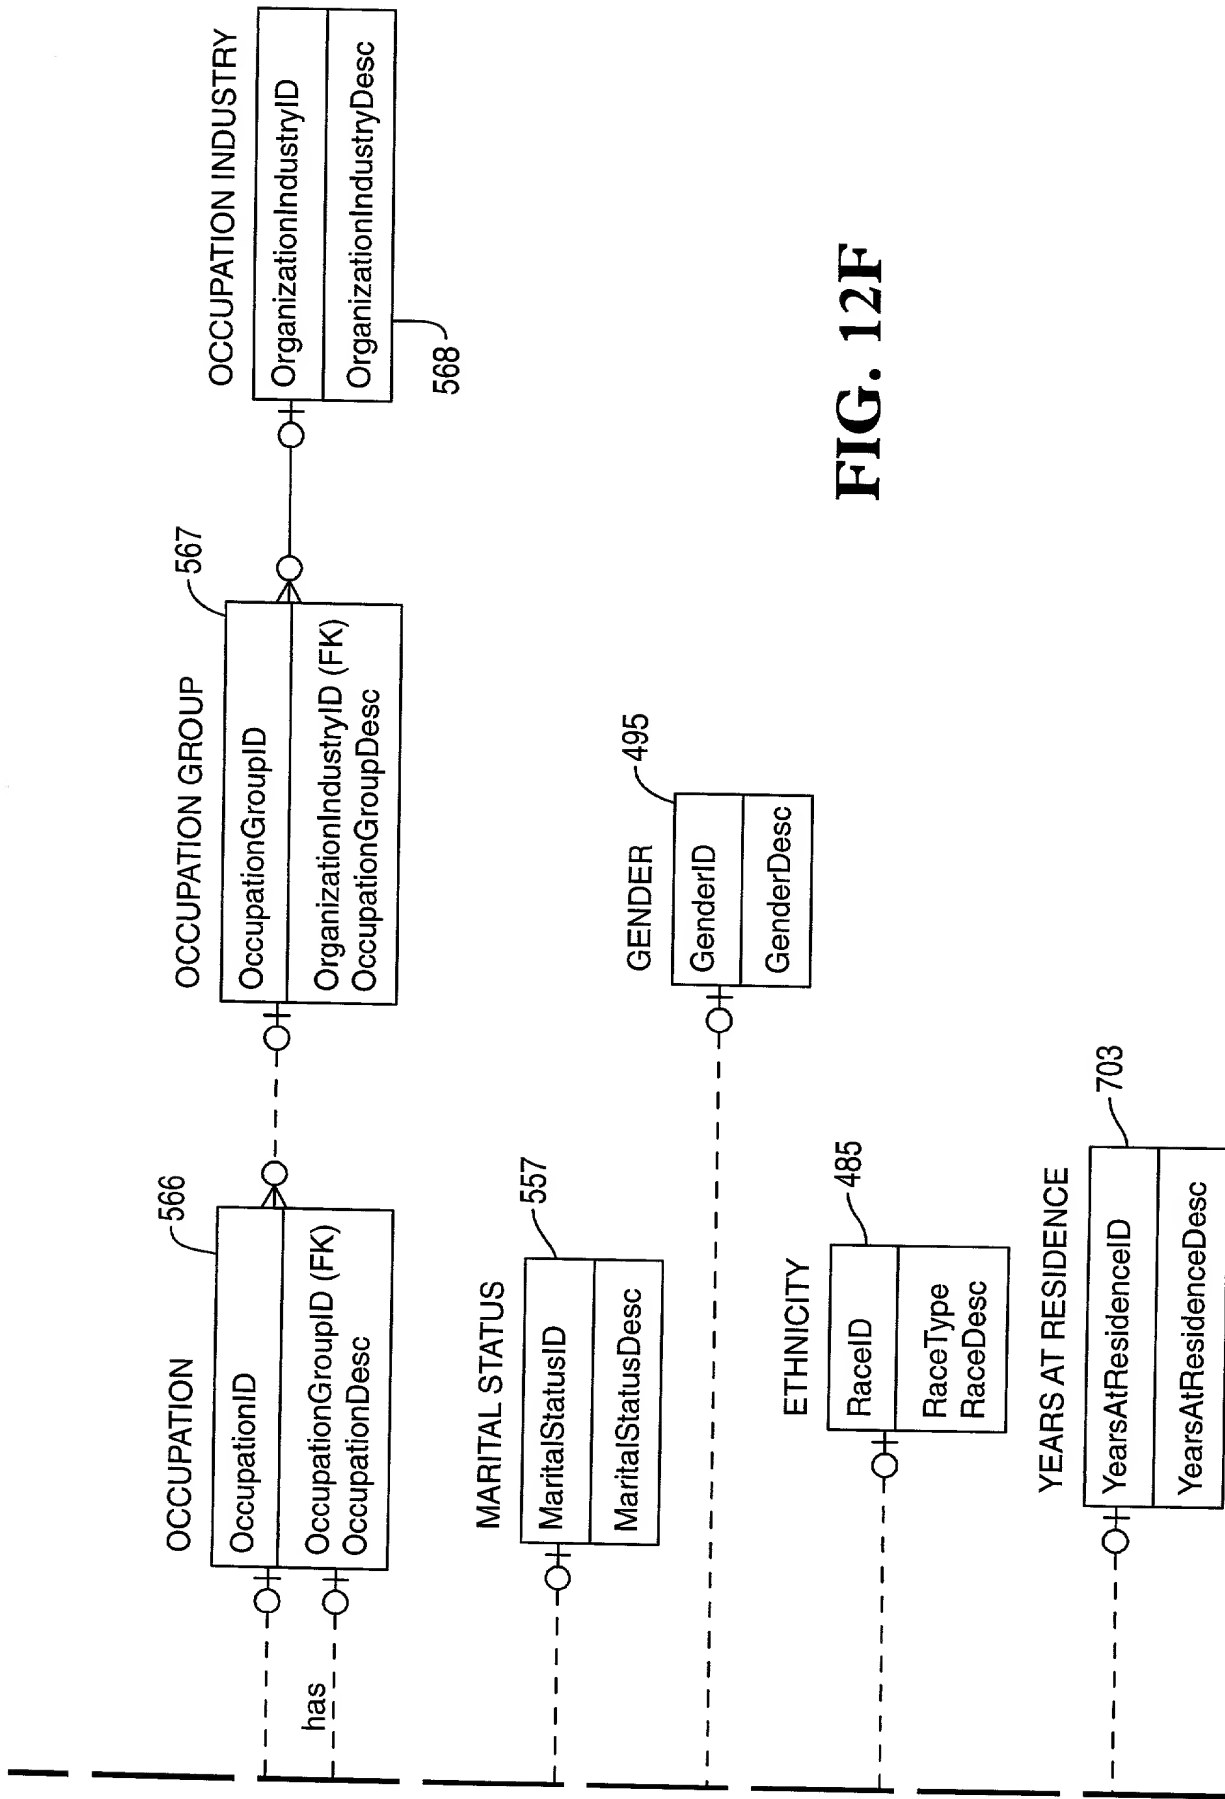 OCCUPATION
566
OccupationID
OccupationGroupID (FK)
OccupationDesc
has
OCCUPATION GROUP
567
OccupationGroupID
OrganizationIndustryID (FK)
OccupationGroupDesc
OCCUPATION INDUSTRY
OrganizationIndustryID
OrganizationIndustryDesc
568
MARITAL STATUS
557
MaritalStatusID
MaritalStatusDesc
GENDER
495
GenderID
GenderDesc
ETHNICITY
485
RaceID
RaceType
RaceDesc
YEARS AT RESIDENCE
703
YearsAtResidenceID
YearsAtResidenceDesc
FIG. 12F